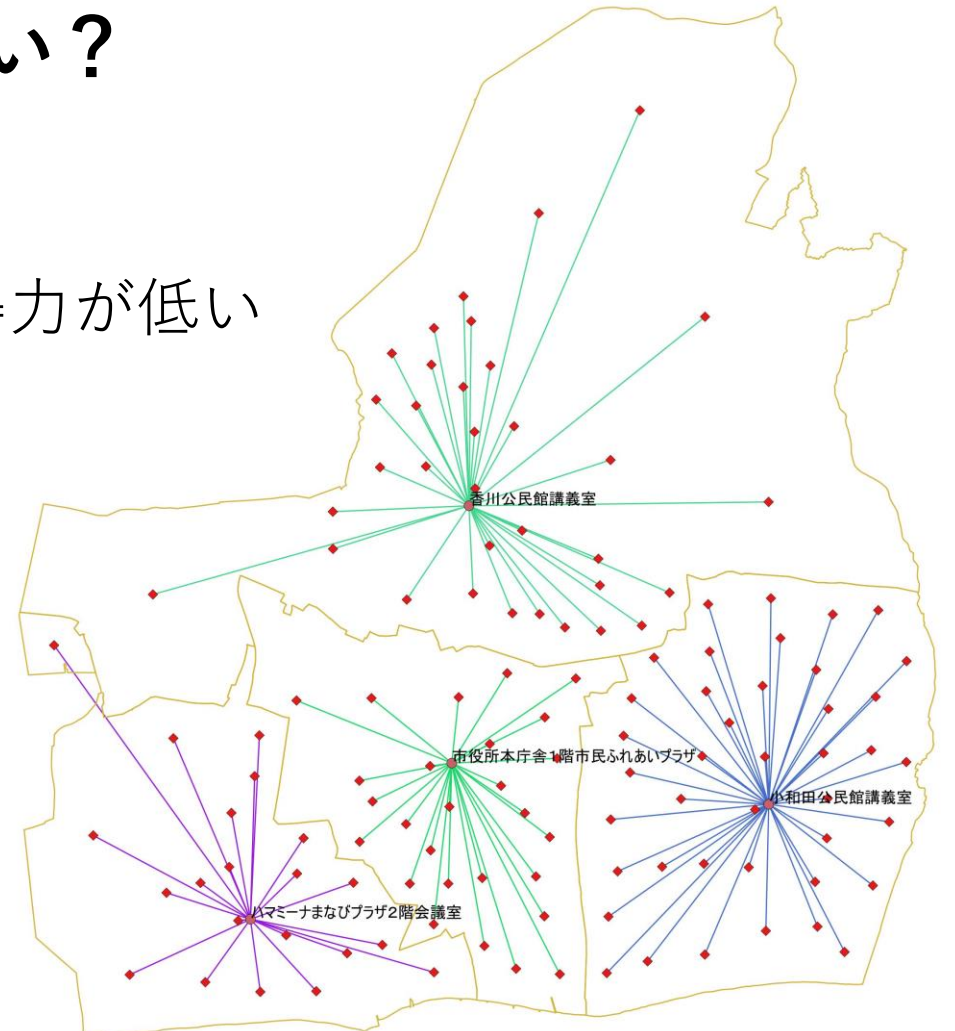 い？
力が低い
香川公民館講義室
市役所本庁舎1階市民ふれあいプラザ
小和田公民館講義室
ハマミーナまなびプラザ2階会議室